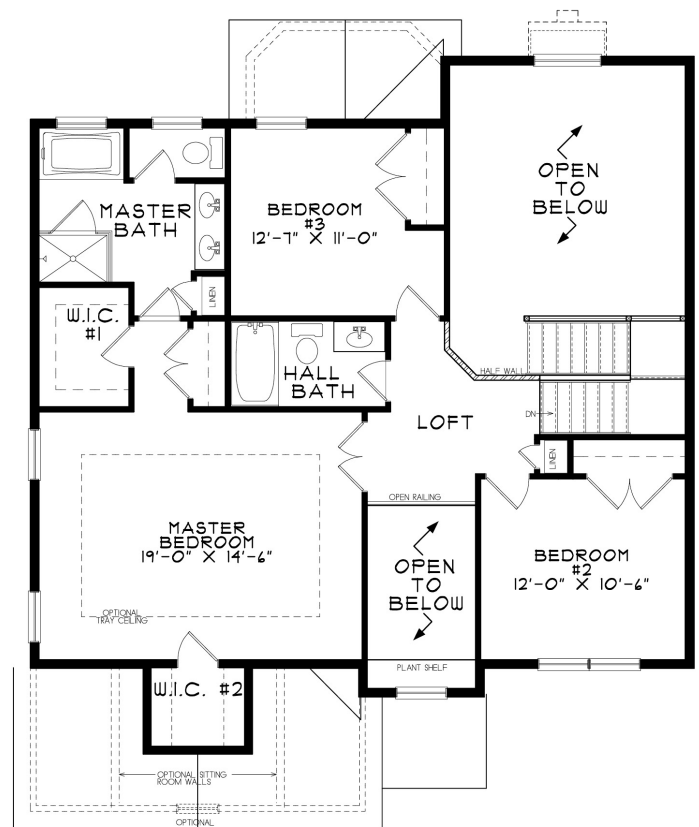 OPEN
TO
BELOW
MASTER
BATH
BEDROOM
#3
12'-7" X 11'-0"
LINEN
W.I.C.
#1
HALL
BATH
HALF WALL
DN
LOFT
LINEN
OPEN RAILING
MASTER
BEDROOM
19'-0" X 14'-6"
OPTIONAL
TRAY CEILING
OPEN
TO
BELOW
BEDROOM
#2
12'-0" X 10'-6"
PLANT SHELF
W.I.C. #2
OPTIONAL SITTING
ROOM WALLS
OPTIONAL